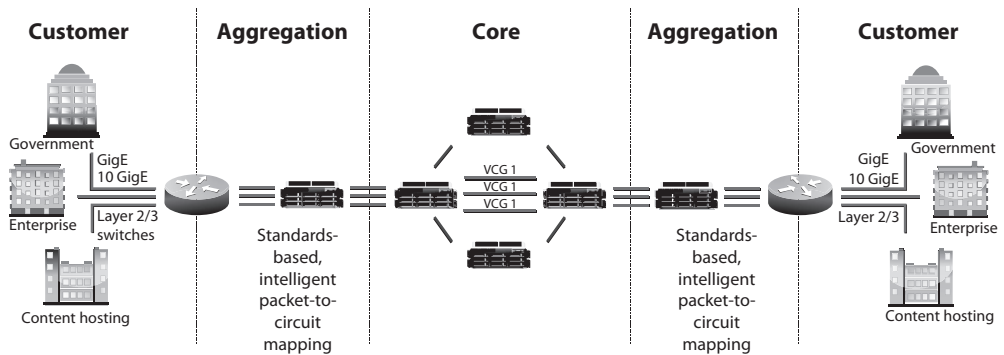 Customer
Aggregation
Core
Aggregation
Customer
Government
GigE
10 GigE
Enterprise
Layer 2/3
switches
Content hosting
Standards-
based,
intelligent
packet-to-
circuit
mapping
VCG 1
VCG 1
VCG 1
Standards-
based,
intelligent
packet-to-
circuit
mapping
Government
GigE
10 GigE
Layer 2/3
Enterprise
Content hosting